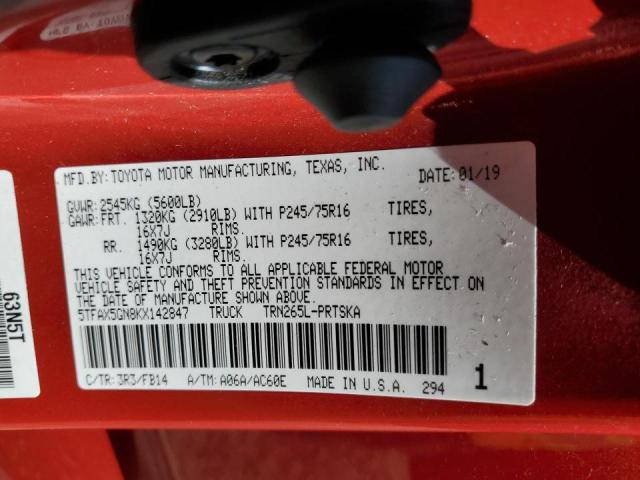 MFD.BY:TOYOTA MOTOR MANUFACTURING, TEXAS, INC. DATE:01/19
GVWR:2545KG (5600LB)
GAWR:FRT. 1320KG (2910LB) WITH P245/75R16 TIRES,
16X7J RIMS.
RR. 1490KG (3280LB) WITH P245/75R16 TIRES,
16X7J RIMS.
THIS VEHICLE CONFORMS TO ALL APPLICABLE FEDERAL MOTOR
VEHICLE SAFETY AND THEFT PREVENTION STANDARDS IN EFFECT ON
THE DATE OF MANUFACTURE SHOWN ABOVE.
5TFAX5GN8KX142847 TRUCK TRN265L-PRTSKA
C/TR:3R3/FB14 A/TM:A06A/AC60E MADE IN U.S.A. 294 1
63N5T